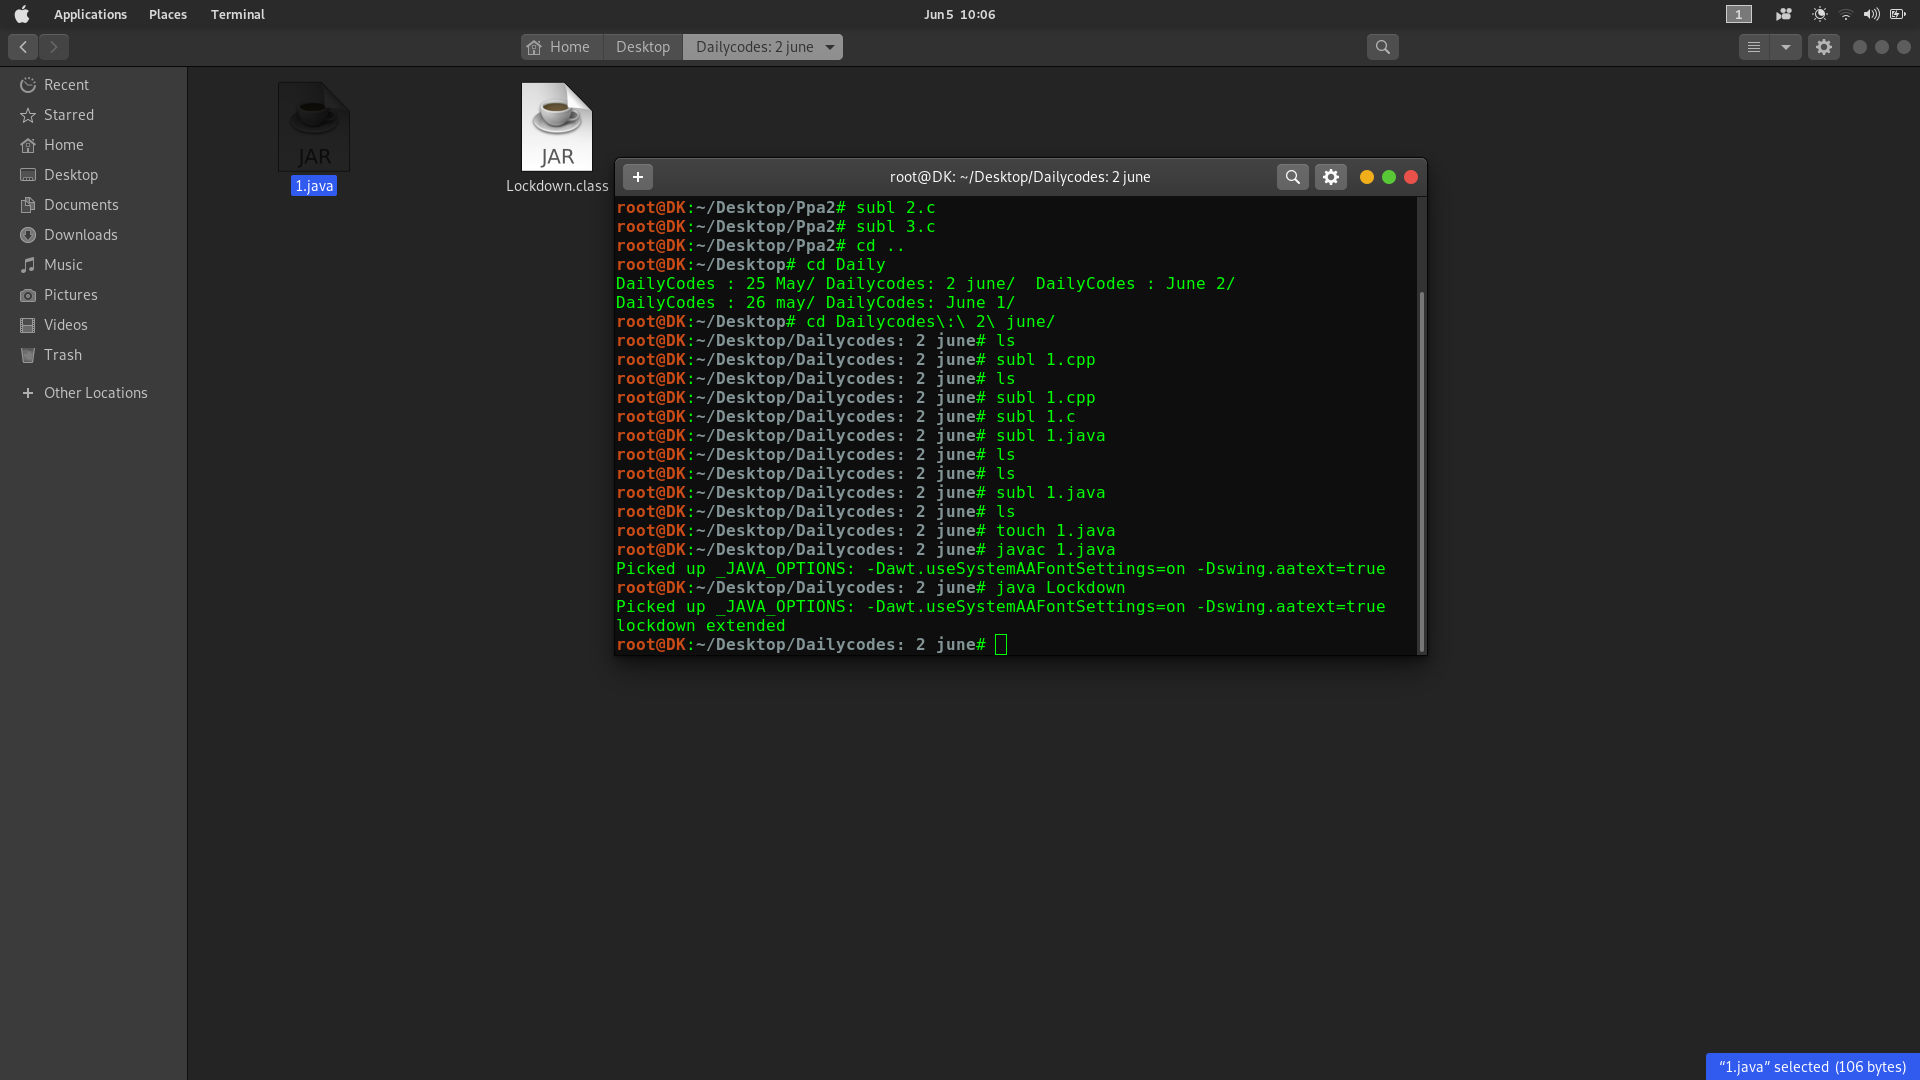 Applications Places Terminal Jun 5 10:06 1
Home Desktop Dailycodes: 2 june
Recent
Starred
Home
Desktop
Documents
Downloads
Music
Pictures
Videos
Trash
Other Locations
JAR
1.java
JAR
Lockdown.class
root@DK: ~/Desktop/Dailycodes: 2 june
root@DK:~/Desktop/Ppa2# subl 2.c
root@DK:~/Desktop/Ppa2# subl 3.c
root@DK:~/Desktop/Ppa2# cd ..
root@DK:~/Desktop# cd Daily
DailyCodes : 25 May/ Dailycodes: 2 june/  DailyCodes : June 2/
DailyCodes : 26 may/ DailyCodes: June 1/
root@DK:~/Desktop# cd Dailycodes\:\ 2\ june/
root@DK:~/Desktop/Dailycodes: 2 june# ls
root@DK:~/Desktop/Dailycodes: 2 june# subl 1.cpp
root@DK:~/Desktop/Dailycodes: 2 june# ls
root@DK:~/Desktop/Dailycodes: 2 june# subl 1.cpp
root@DK:~/Desktop/Dailycodes: 2 june# subl 1.c
root@DK:~/Desktop/Dailycodes: 2 june# subl 1.java
root@DK:~/Desktop/Dailycodes: 2 june# ls
root@DK:~/Desktop/Dailycodes: 2 june# ls
root@DK:~/Desktop/Dailycodes: 2 june# subl 1.java
root@DK:~/Desktop/Dailycodes: 2 june# ls
root@DK:~/Desktop/Dailycodes: 2 june# touch 1.java
root@DK:~/Desktop/Dailycodes: 2 june# javac 1.java
Picked up _JAVA_OPTIONS: -Dawt.useSystemAAFontSettings=on -Dswing.aatext=true
root@DK:~/Desktop/Dailycodes: 2 june# java Lockdown
Picked up _JAVA_OPTIONS: -Dawt.useSystemAAFontSettings=on -Dswing.aatext=true
lockdown extended
root@DK:~/Desktop/Dailycodes: 2 june#
“1.java” selected (106 bytes)